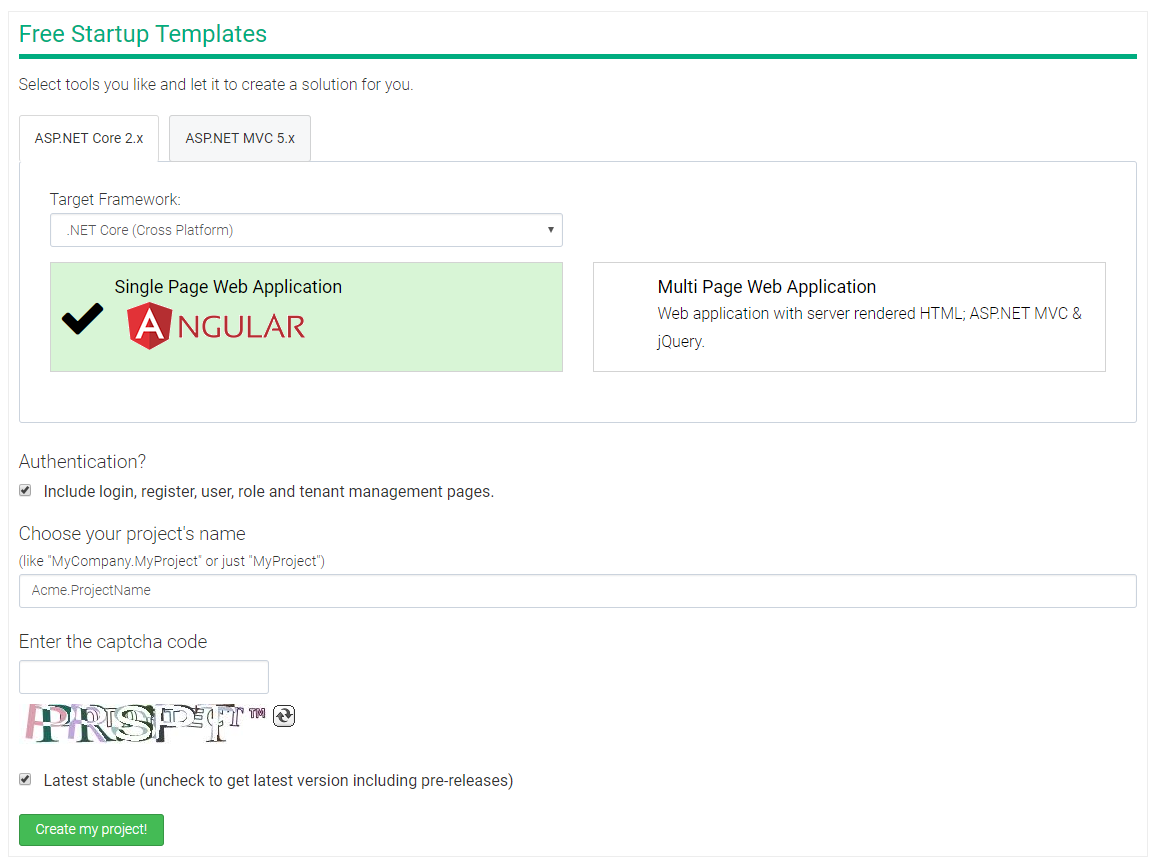 Free Startup Templates
Select tools you like and let it to create a solution for you.
ASP.NET Core 2.x
ASP.NET MVC 5.x
Target Framework:
.NET Core (Cross Platform)
Single Page Web Application
ANGULAR
Multi Page Web Application
Web application with server rendered HTML; ASP.NET MVC &
jQuery.
Authentication?
Include login, register, user, role and tenant management pages.
Choose your project's name
(like "MyCompany.MyProject" or just "MyProject")
Acme.ProjectName
Enter the captcha code
Latest stable (uncheck to get latest version including pre-releases)
Create my project!